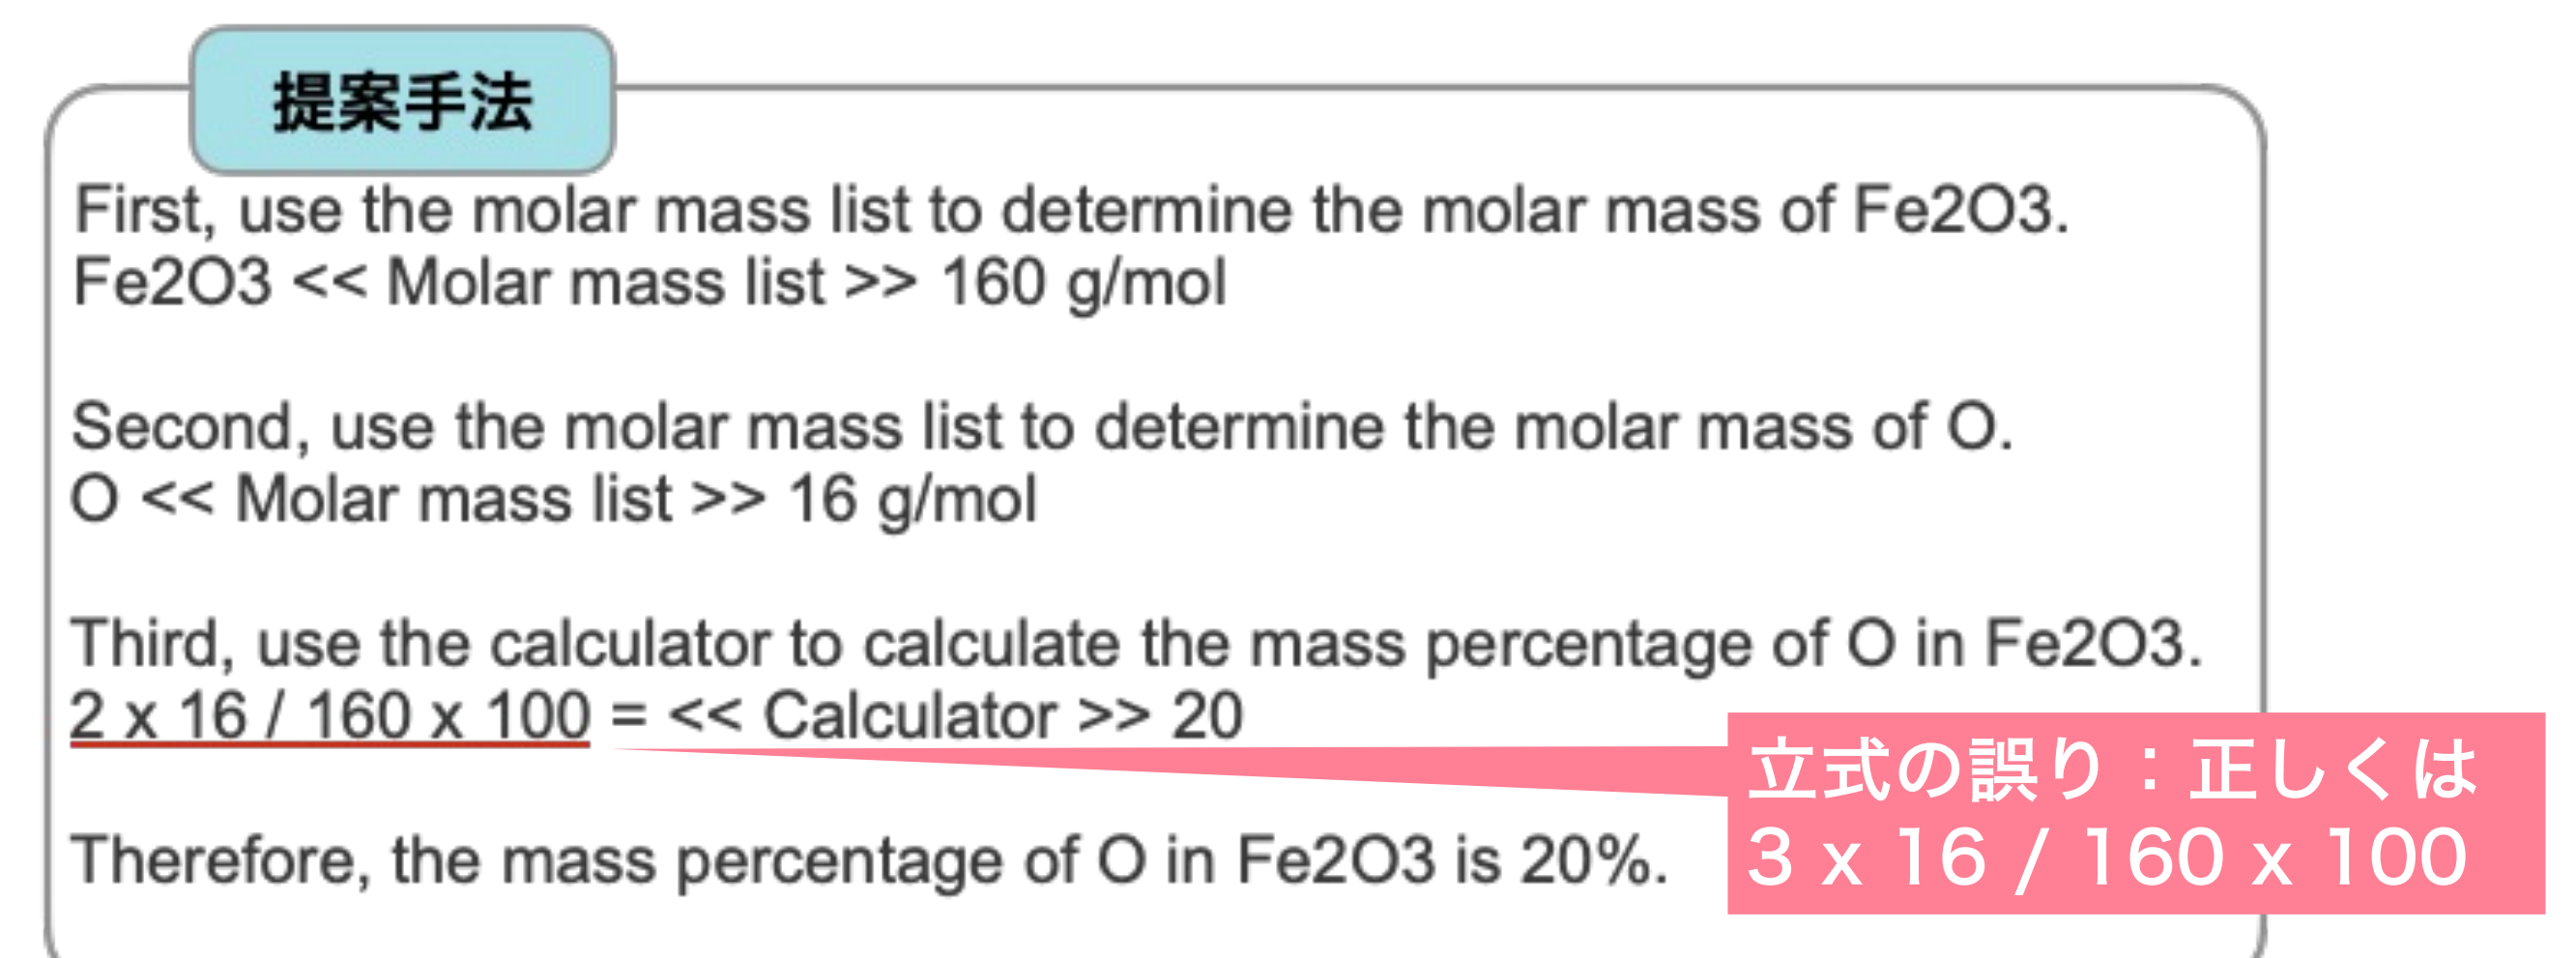 提案手法
First, use the molar mass list to determine the molar mass of Fe2O3.
Fe2O3 << Molar mass list >> 160 g/mol
Second, use the molar mass list to determine the molar mass of O.
O << Molar mass list >> 16 g/mol
Third, use the calculator to calculate the mass percentage of O in Fe2O3.
2 x 16 / 160 x 100 = << Calculator >> 20
立式の誤り：正しくは
3 x 16 / 160 x 100
Therefore, the mass percentage of O in Fe2O3 is 20%.